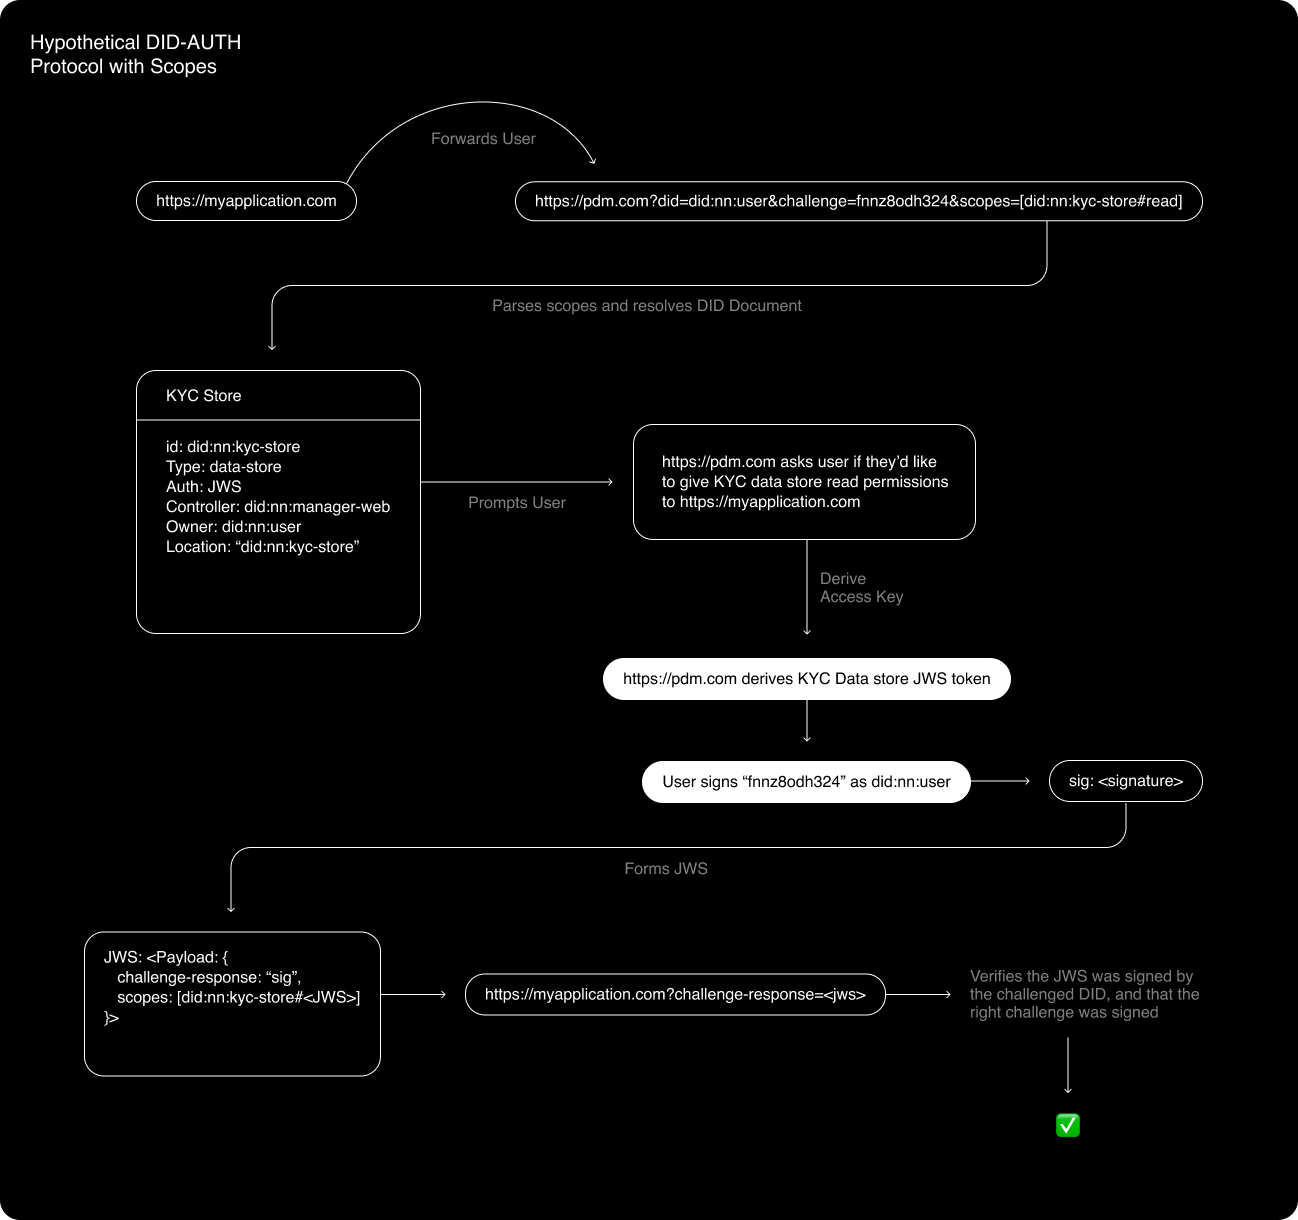 Hypothetical DID-AUTH
Protocol with Scopes
Forwards User
https://myapplication.com
https://pdm.com?did=did:nn:user&challenge=fnnz8odh324&scopes=[did:nn:kyc-store#read]
Parses scopes and resolves DID Document
KYC Store
id: did:nn:kyc-store
Type: data-store
Auth: JWS
Controller: did:nn:manager-web
Owner: did:nn:user
Location: “did:nn:kyc-store”
Prompts User
https://pdm.com asks user if they’d like
to give KYC data store read permissions
to https://myapplication.com
Derive
Access Key
https://pdm.com derives KYC Data store JWS token
User signs “fnnz8odh324” as did:nn:user
sig: <signature>
Forms JWS
JWS: <Payload: {
challenge-response: “sig”,
scopes: [did:nn:kyc-store#<JWS>]
}>
https://myapplication.com?challenge-response=<jws>
Verifies the JWS was signed by
the challenged DID, and that the
right challenge was signed